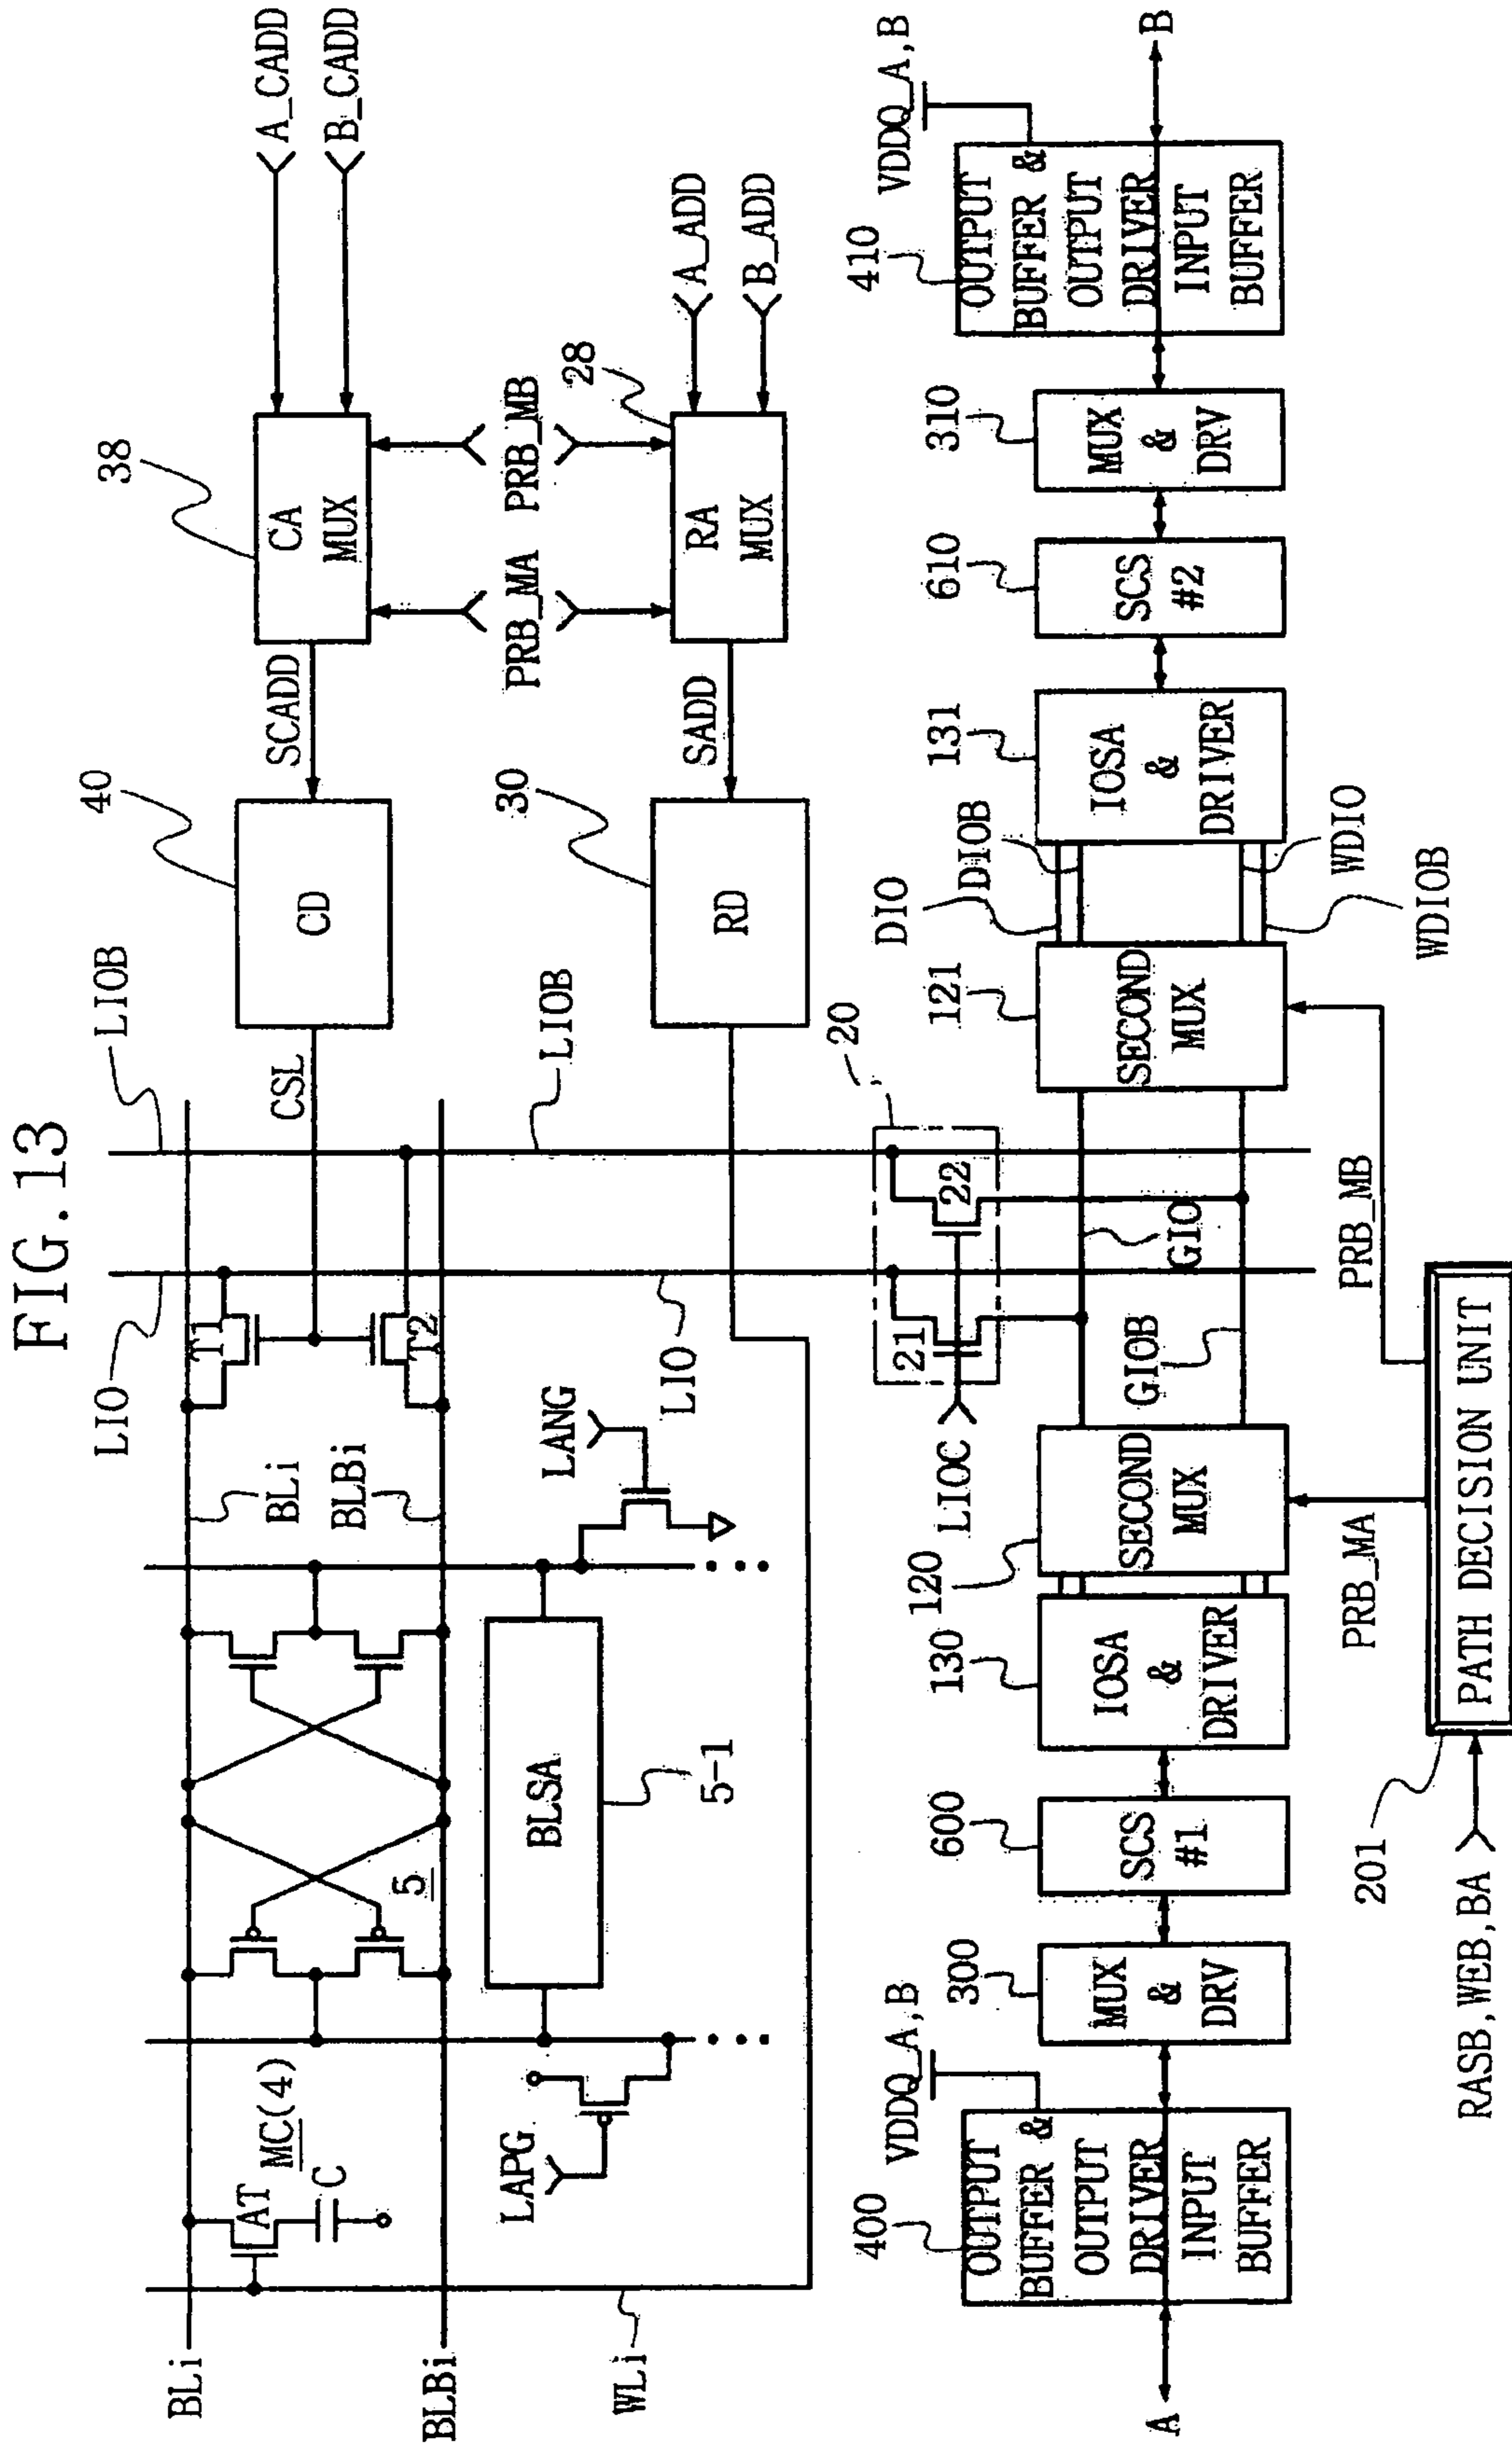 FIG.13
LIO
LIOB
BLi
BLi
BLBi
BLBi
AT
MC(4)
C
5
T1
T2
CSL
40
CD
SCADD
38
CA
MUX
A_CADD
B_CADD
PRB_MA
PRB_MB
LAPG
BLSA
5-1
LANG
LIO
LIOB
WLi
30
RD
SADD
28
RA
MUX
A_ADD
B_ADD
20
21
22
LIOC
GIO
GIOB
A
400
OUTPUT
BUFFER &
OUTPUT
DRIVER
INPUT
BUFFER
VDDQ_A,B
300
MUX
&
DRV
600
SCS
#1
130
IOSA
&
DRIVER
120
SECOND
MUX
121
SECOND
MUX
DIO
DIOB
WDIO
WDIOB
131
IOSA
&
DRIVER
610
SCS
#2
310
MUX
&
DRV
410
OUTPUT
BUFFER &
OUTPUT
DRIVER
INPUT
BUFFER
VDDQ_A,B
B
PRB_MA
PRB_MB
201
PATH DECISION UNIT
RASB,WEB,BA